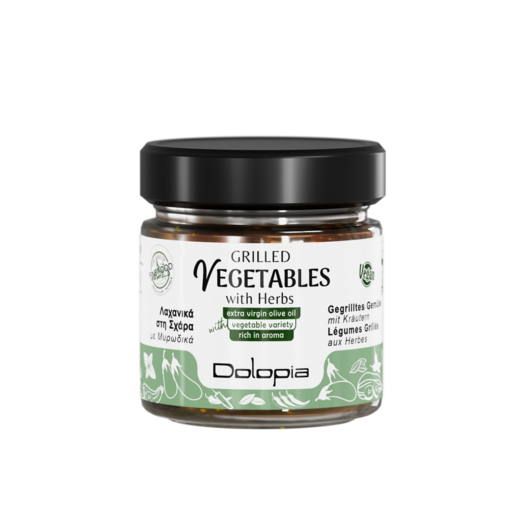 GRILLED
VEGETABLES
with Herbs
extra virgin olive oil
with vegetable variety
rich in aroma
Dolopia
Λαχανικά
στη Σχάρα
με Μυρωδικά
Vegan
Gegrilltes Gemüse
mit Kräutern
Légumes Grillés
aux Herbes